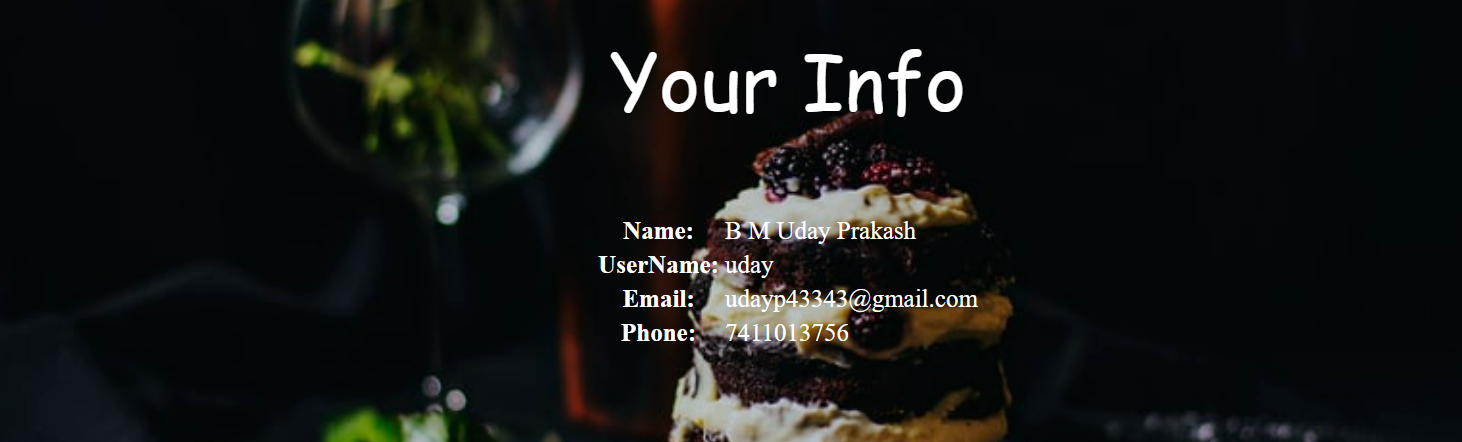 Your Info
Name: B M Uday Prakash
UserName: uday
Email: udayp43343@gmail.com
Phone: 7411013756